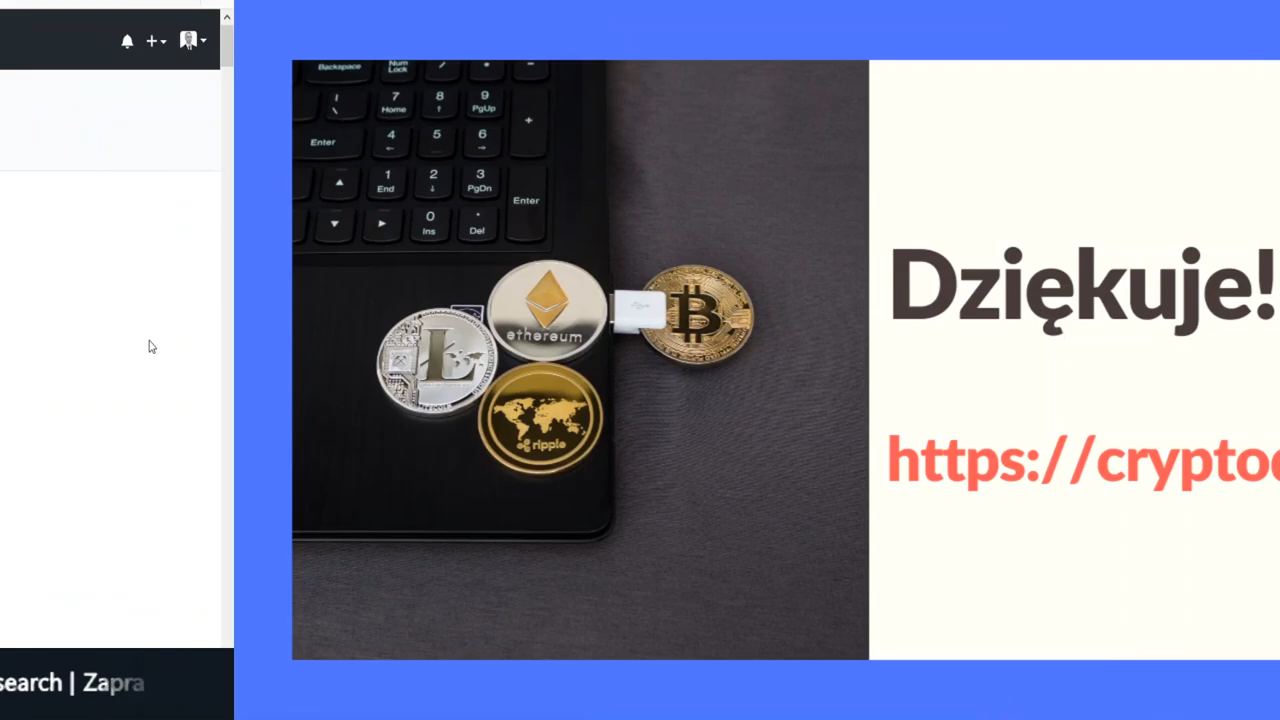 Backspace
Num
Lock
7
Home
8
↑
9
PgUp
+
Enter
4
←
5
6
→
1
End
2
↓
3
PgDn
Enter
0
Ins
.
Del
ethereum
L
LITECOIN
B
ripple
Dziękuje!
https://crypto
search | Zapra